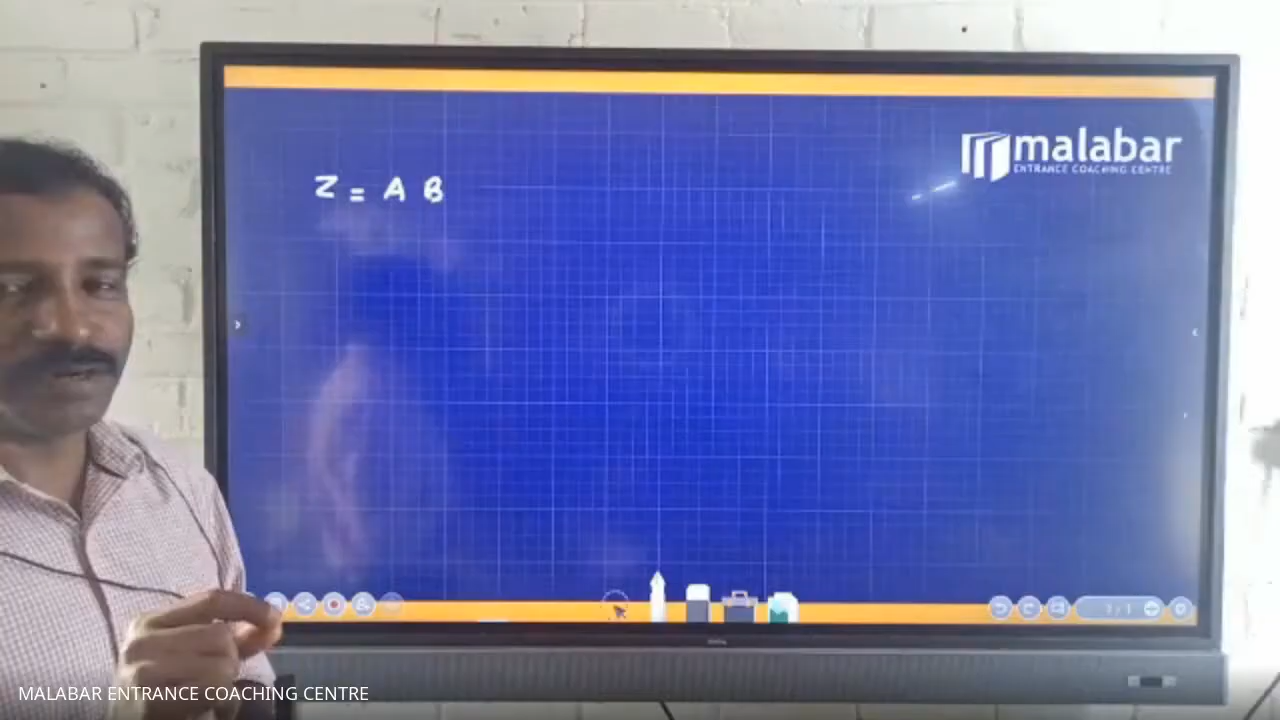 malabar
ENTRANCE COACHING CENTRE
Z = A B
MALABAR ENTRANCE COACHING CENTRE